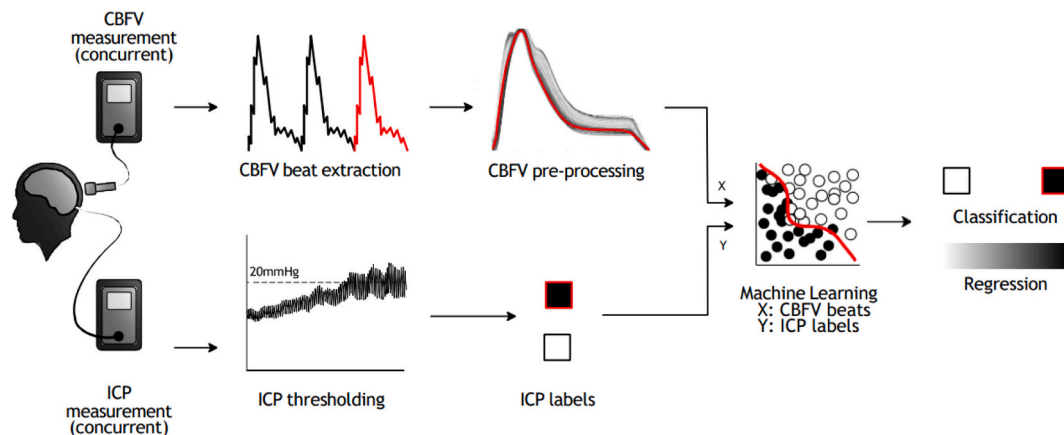 CBFV
measurement
(concurrent)
CBFV beat extraction
CBFV pre-processing
X
Y
20mmHg
ICP
measurement
(concurrent)
ICP thresholding
ICP labels
Machine Learning
X: CBFV beats
Y: ICP labels
Classification
Regression